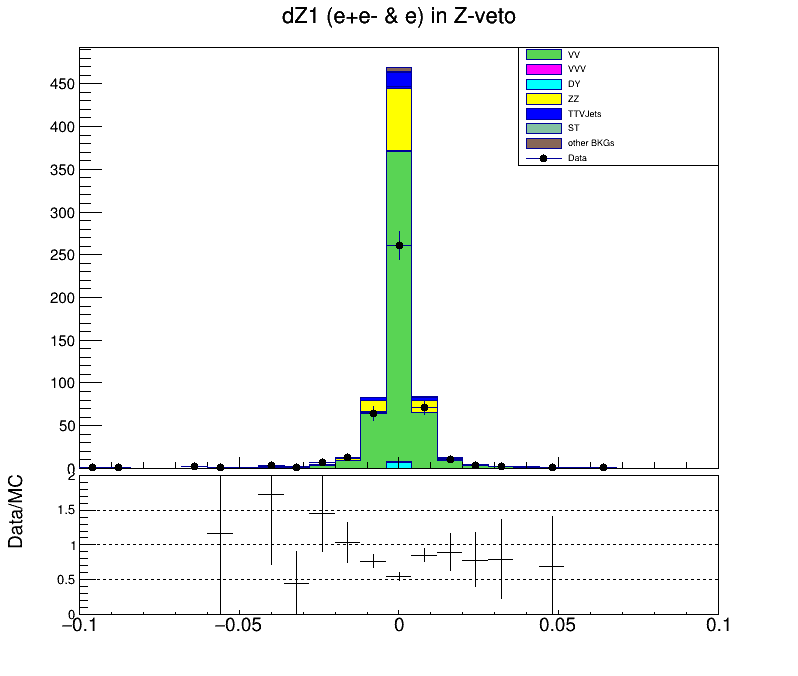 dZ1 (e+e- & e) in Z-veto
VV
VVV
DY
ZZ
TTVJets
ST
other BKGs
Data
450
400
350
300
250
200
150
100
50
0
Data/MC
2
1.5
1
0.5
0
−0.1
−0.05
0
0.05
0.1